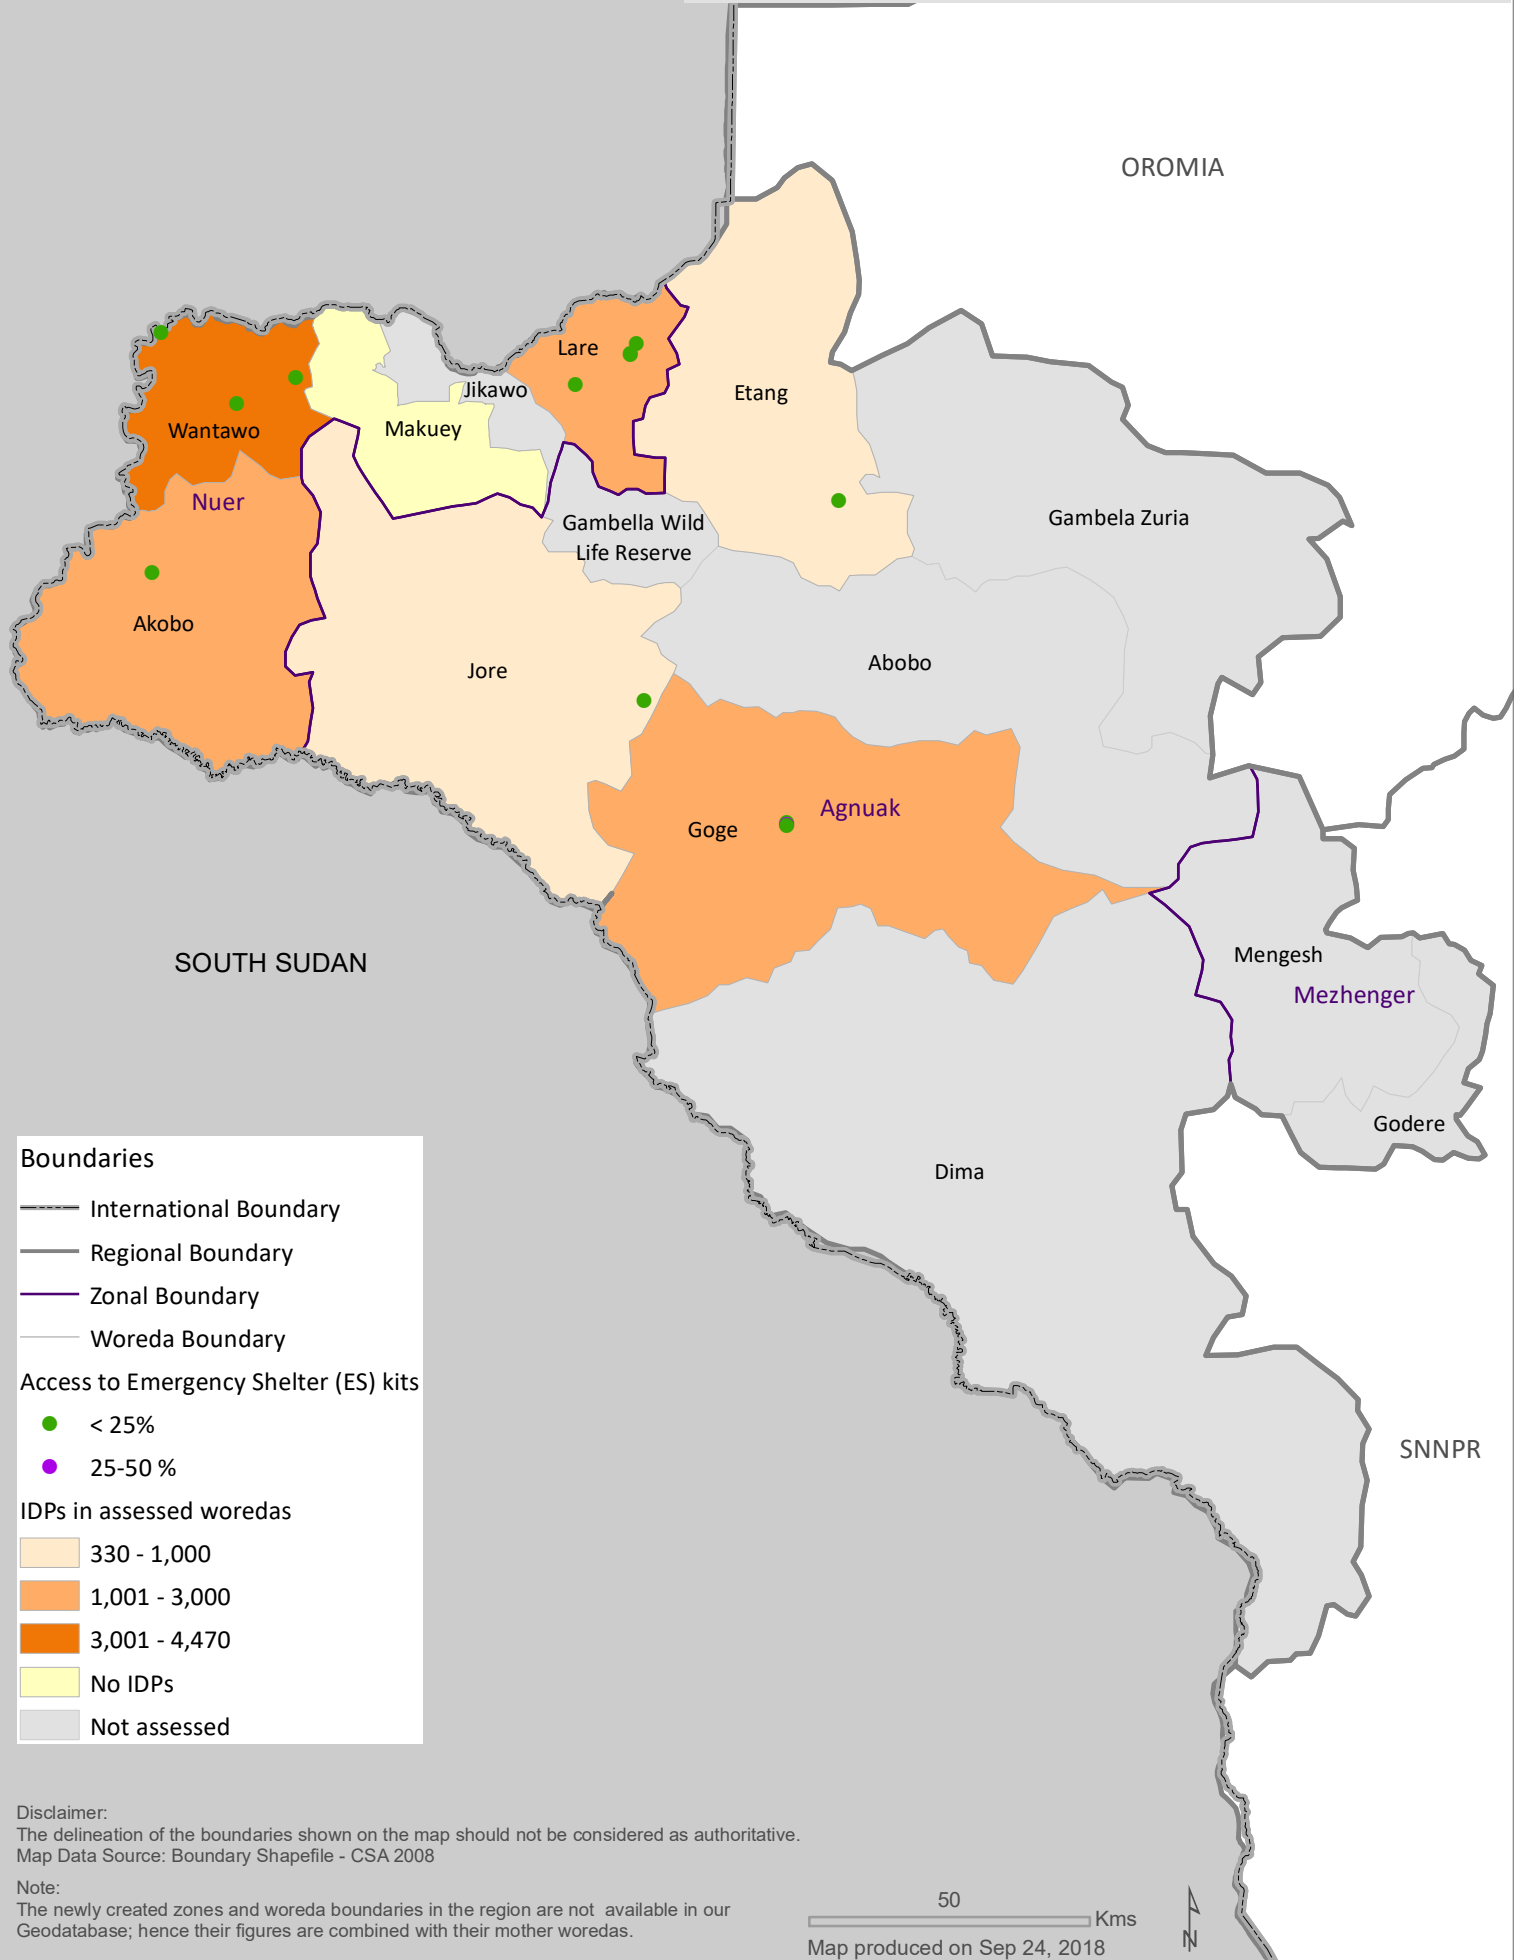 OROMIA
Lare
Jikawo
Etang
Wantawo
Makuey
Nuer
Gambella Wild
Life Reserve
Gambela Zuria
Akobo
Jore
Abobo
Goge
Agnuak
SOUTH SUDAN
Mengesh
Mezhenger
Godere
Dima
SNNPR
Boundaries
International Boundary
Regional Boundary
Zonal Boundary
Woreda Boundary
Access to Emergency Shelter (ES) kits
< 25%
25-50 %
IDPs in assessed woredas
330 - 1,000
1,001 - 3,000
3,001 - 4,470
No IDPs
Not assessed
Disclaimer:
The delineation of the boundaries shown on the map should not be considered as authoritative.
Map Data Source: Boundary Shapefile - CSA 2008
Note:
The newly created zones and woreda boundaries in the region are not available in our
Geodatabase; hence their figures are combined with their mother woredas.
50
Kms
Map produced on Sep 24, 2018
N